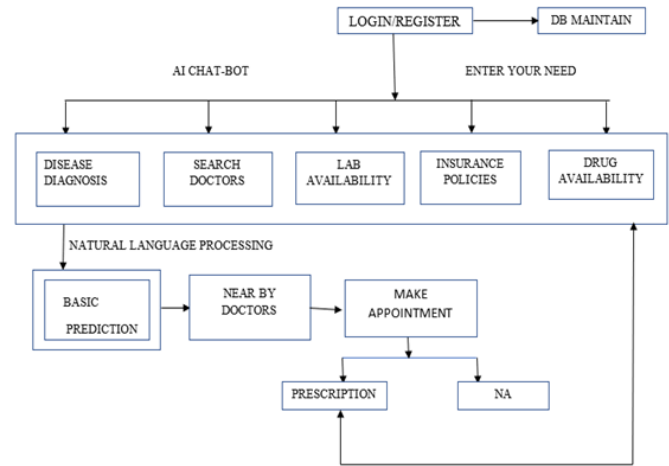 LOGIN/REGISTER
DB MAINTAIN
AI CHAT-BOT
ENTER YOUR NEED
DISEASE
DIAGNOSIS
SEARCH
DOCTORS
LAB
AVAILABILITY
INSURANCE
POLICIES
DRUG
AVAILABILITY
NATURAL LANGUAGE PROCESSING
BASIC
PREDICTION
NEAR BY
DOCTORS
MAKE
APPOINTMENT
PRESCRIPTION
NA